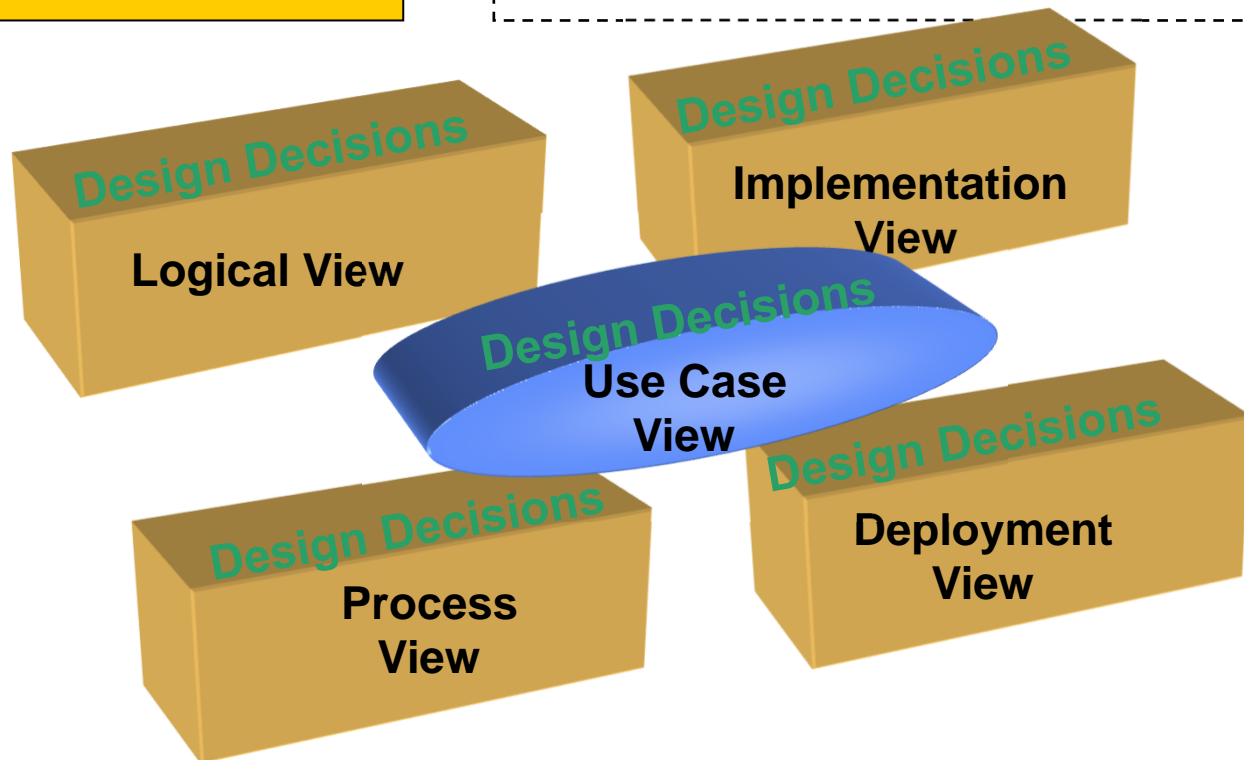 Design Decisions
Logical View
Design Decisions
Implementation
View
Design Decisions
Use Case
View
Design Decisions
Process
View
Design Decisions
Deployment
View